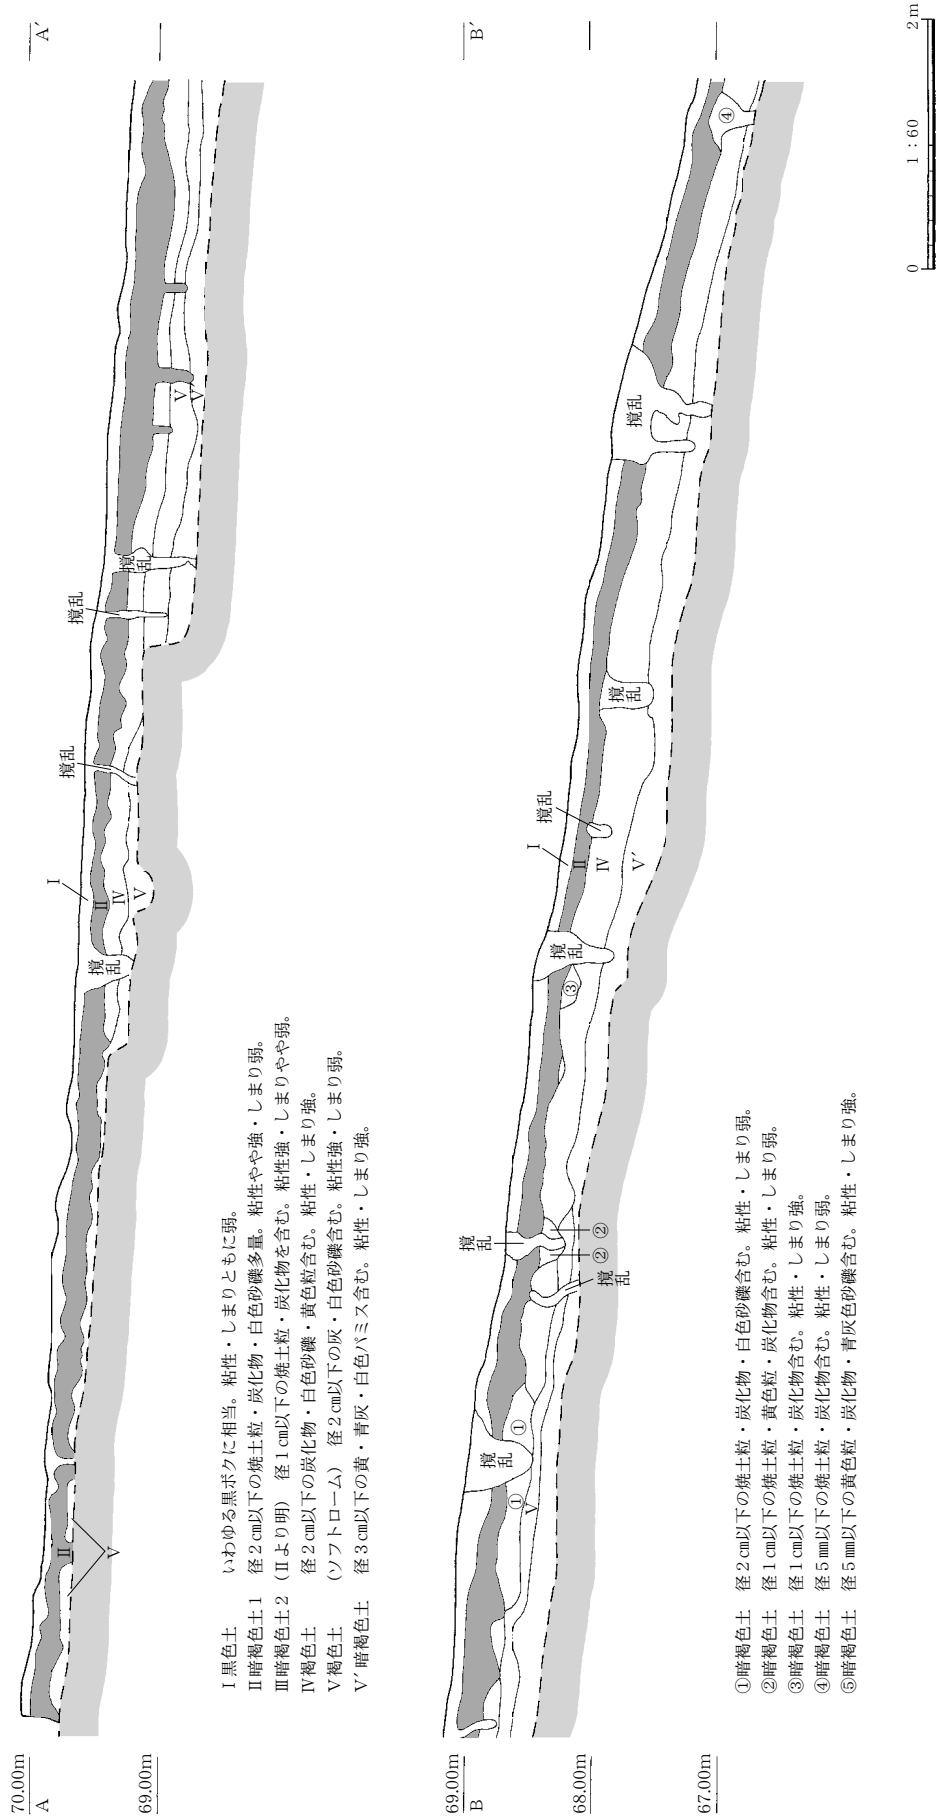 70.00m
A
A′
69.00m
Ⅰ
Ⅱ
Ⅳ
Ⅴ
Ⅱ
Ⅴ
攪乱
攪乱
攪乱
攪乱
Ⅴ
Ⅴ′
Ⅰ黒色土 いわゆる黒ボクに相当。粘性・しまりともに弱。
Ⅱ暗褐色土1 径2cm以下の焼土粒・炭化物・白色砂礫多量。粘性やや強・しまり弱。
Ⅲ暗褐色土2 (Ⅱより明) 径1cm以下の焼土粒・炭化物を含む。粘性強・しまりやや弱。
Ⅳ褐色土 径2cm以下の炭化物・白色砂礫・黄色粒含む。粘性・しまり強。
Ⅴ褐色土 (ソフトローム) 径2cm以下の灰・白色砂礫含む。粘性強・しまり弱。
Ⅴ′暗褐色土 径3cm以下の黄・青灰・白色パミス含む。粘性・しまり強。
69.00m
B
B′
68.00m
67.00m
攪乱
①
①
Ⅴ
攪乱
②
②
攪乱
攪乱
③
Ⅰ
Ⅱ
Ⅳ
Ⅴ′
攪乱
攪乱
攪乱
④
①暗褐色土 径2cm以下の焼土粒・炭化物・白色砂礫含む。粘性・しまり弱。
②暗褐色土 径1cm以下の焼土粒・黄色粒・炭化物含む。粘性・しまり弱。
③暗褐色土 径1cm以下の焼土粒・炭化物含む。粘性・しまり強。
④暗褐色土 径5mm以下の焼土粒・炭化物含む。粘性・しまり弱。
⑤暗褐色土 径5mm以下の黄色粒・炭化物・青灰色砂礫含む。粘性・しまり強。
0 1:60 2m